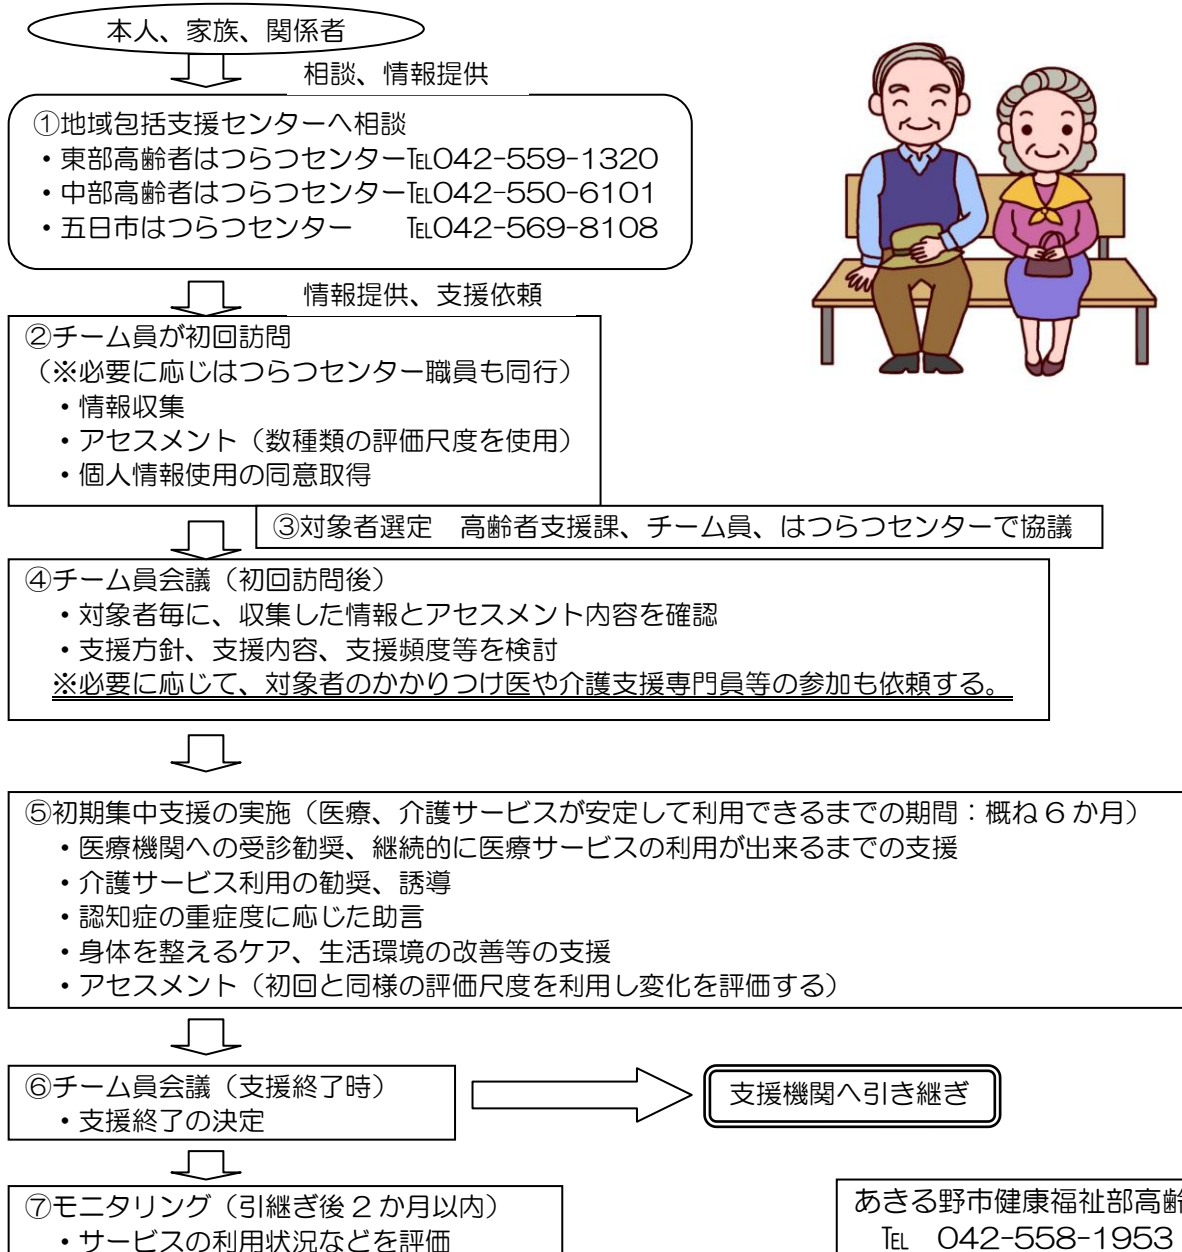 本人、家族、関係者
相談、情報提供
①地域包括支援センターへ相談
・東部高齢者はつらつセンター℡042-559-1320
・中部高齢者はつらつセンター℡042-550-6101
・五日市はつらつセンター ℡042-569-8108
情報提供、支援依頼
②チーム員が初回訪問
（※必要に応じはつらつセンター職員も同行）
・情報収集
・アセスメント（数種類の評価尺度を使用）
・個人情報使用の同意取得
③対象者選定 高齢者支援課、チーム員、はつらつセンターで協議
④チーム員会議（初回訪問後）
・対象者毎に、収集した情報とアセスメント内容を確認
・支援方針、支援内容、支援頻度等を検討
※必要に応じて、対象者のかかりつけ医や介護支援専門員等の参加も依頼する。
⑤初期集中支援の実施（医療、介護サービスが安定して利用できるまでの期間：概ね６か月）
・医療機関への受診勧奨、継続的に医療サービスの利用が出来るまでの支援
・介護サービス利用の勧奨、誘導
・認知症の重症度に応じた助言
・身体を整えるケア、生活環境の改善等の支援
・アセスメント（初回と同様の評価尺度を利用し変化を評価する）
⑥チーム員会議（支援終了時）
・支援終了の決定
支援機関へ引き継ぎ
⑦モニタリング（引継ぎ後２か月以内）
・サービスの利用状況などを評価
あきる野市健康福祉部高齢
℡ 042-558-1953